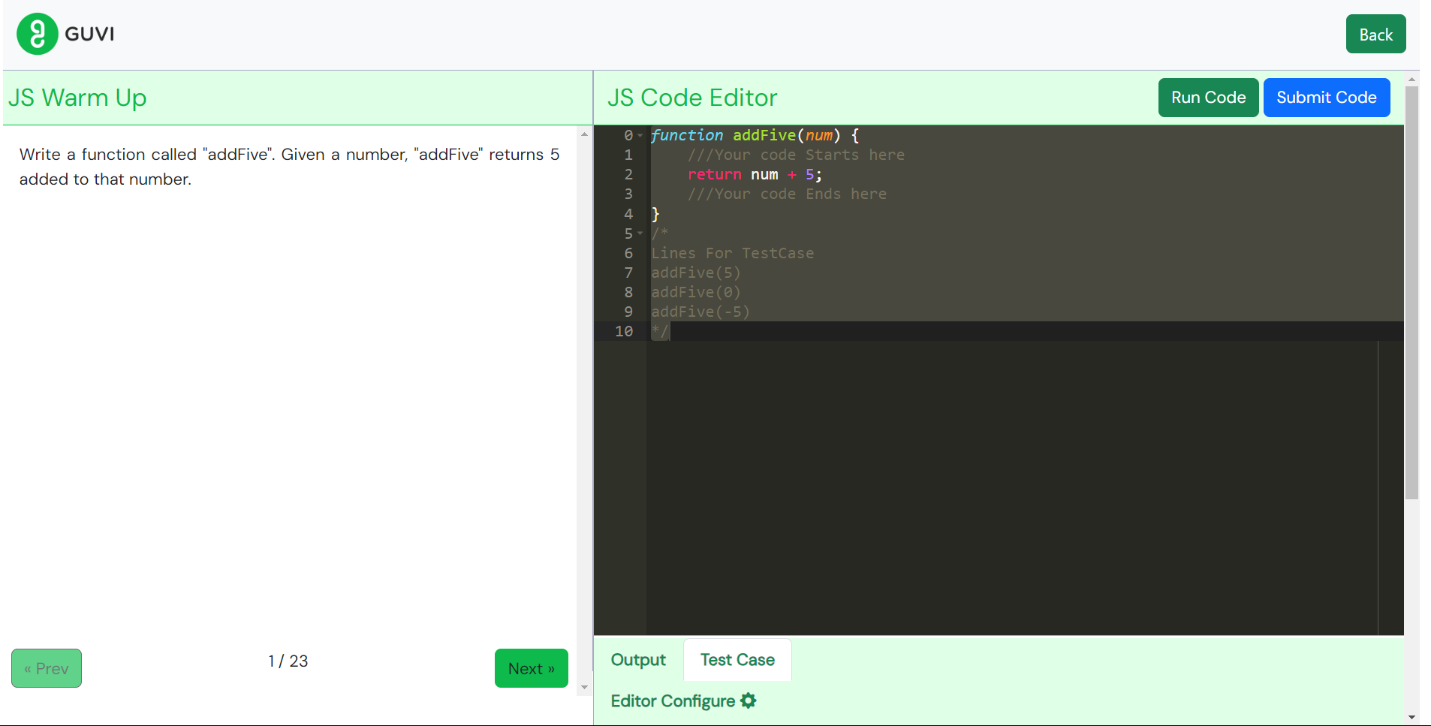 GUVI
Back
JS Warm Up
Write a function called "addFive". Given a number, "addFive" returns 5
added to that number.
« Prev
1 / 23
Next »
JS Code Editor
Run Code
Submit Code
0 function addFive(num) {
1 ///Your code Starts here
2 return num + 5;
3 ///Your code Ends here
4 }
5 /*
6 Lines For TestCase
7 addFive(5)
8 addFive(0)
9 addFive(-5)
10 */
Output
Test Case
Editor Configure